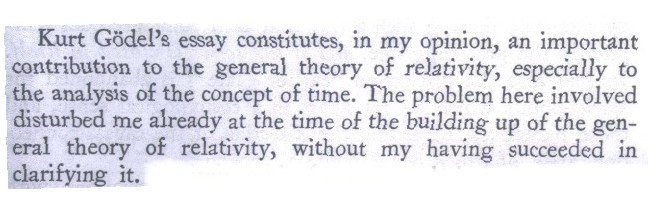 Kurt Gödel's essay constitutes, in my opinion, an important
contribution to the general theory of relativity, especially to
the analysis of the concept of time. The problem here involved
disturbed me already at the time of the building up of the gen-
eral theory of relativity, without my having succeeded in
clarifying it.